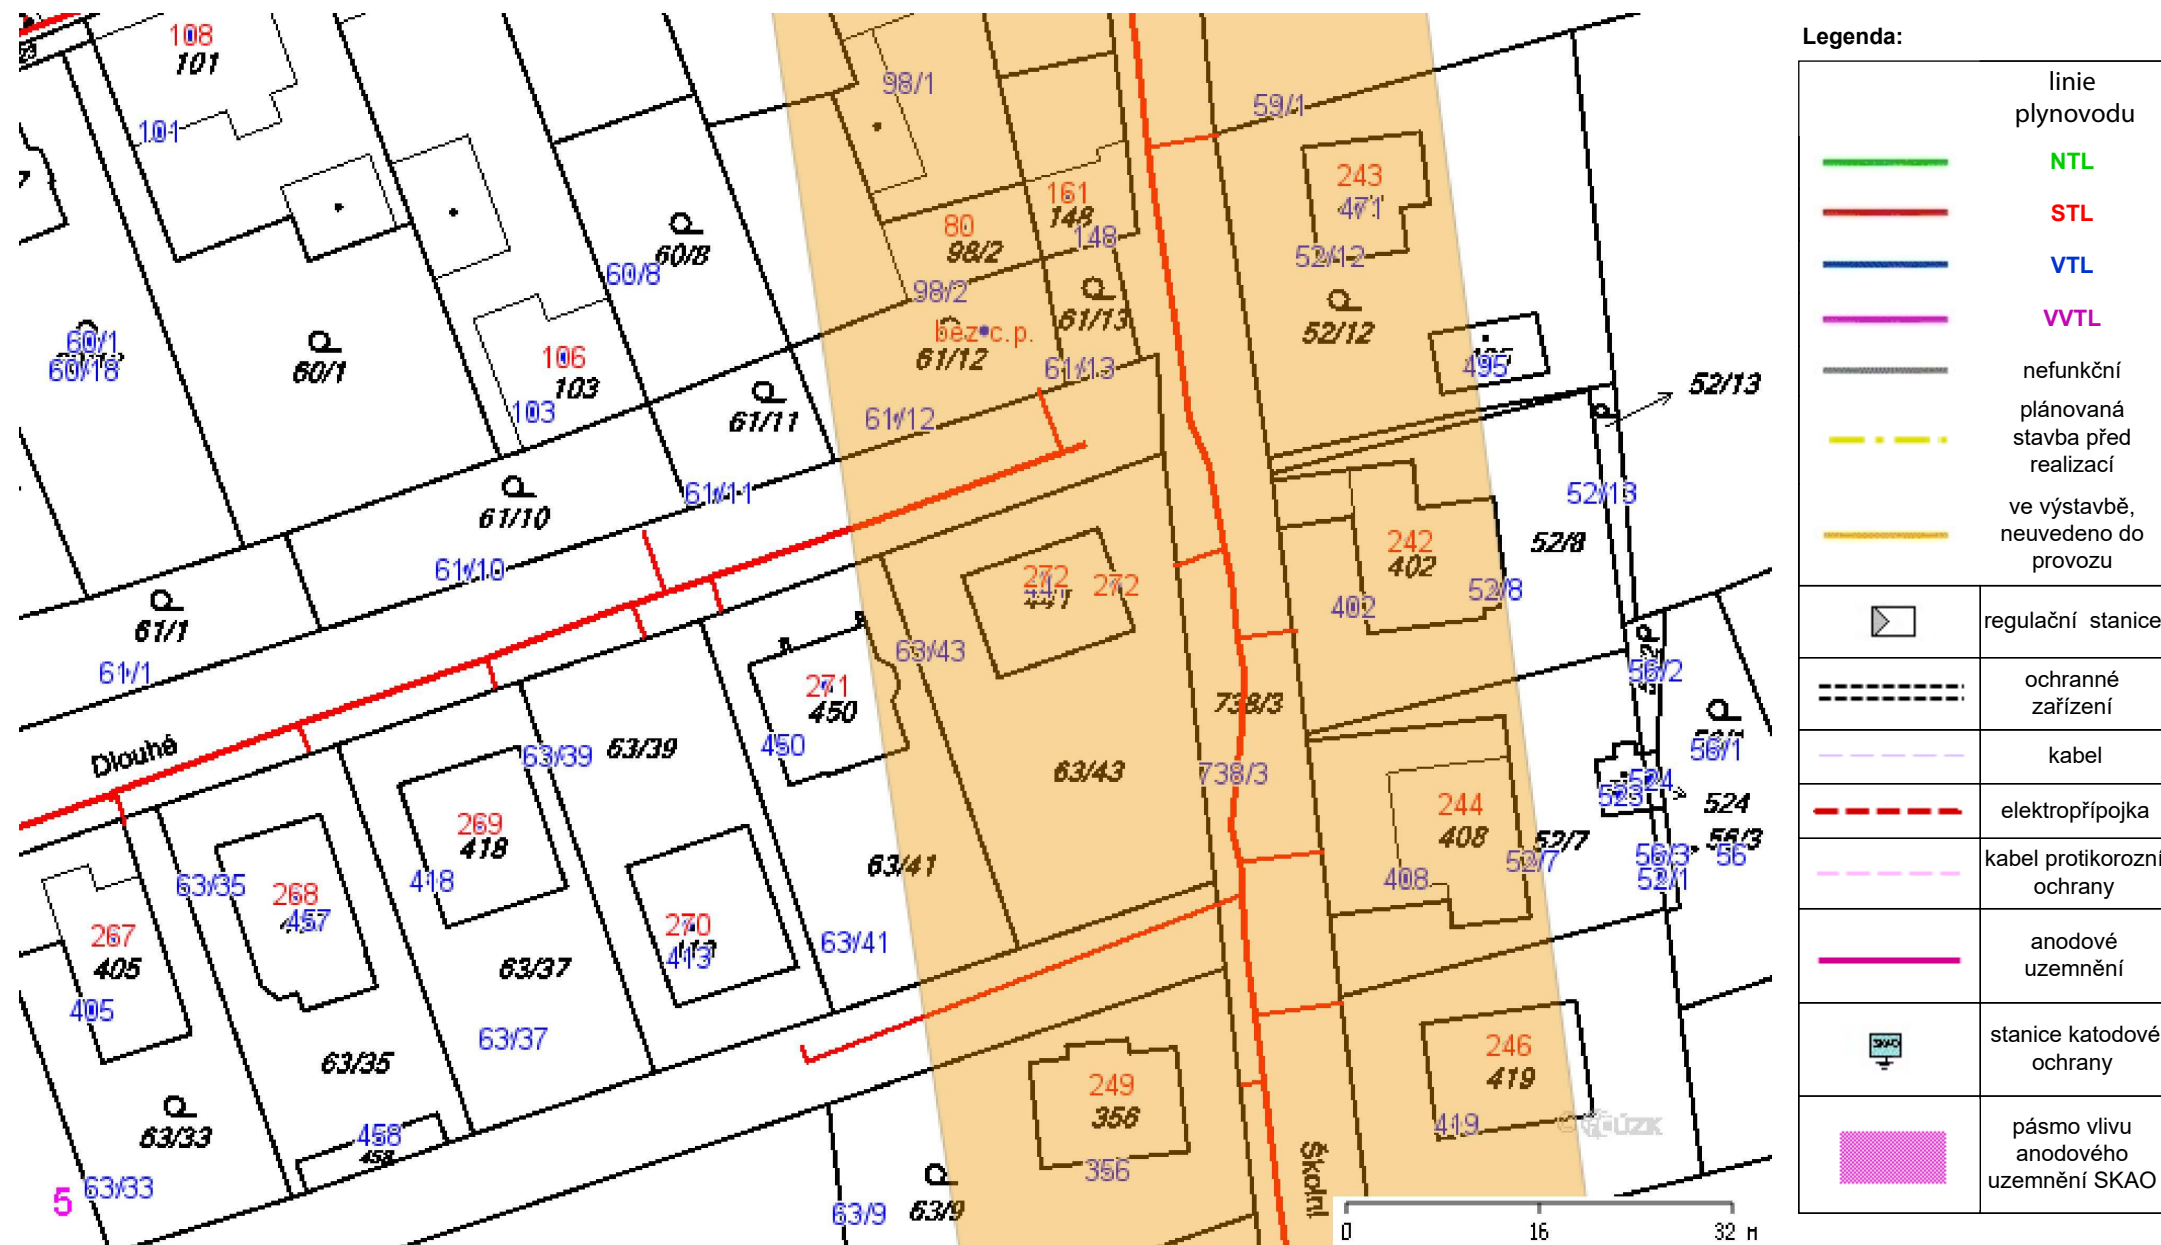 108
101
101
98/1
59/1
243
471
161
148
148
80
98/2
98/2
52/12
52/12
60/8
60/8
60/1
60/18
60/1
106
103
103
bez č.p.
61/12
61/13
61/13
61/12
495
52/13
61/11
61/11
61/10
61/10
52/13
52/8
242
402
402
52/8
61/1
61/1
272
441
272
63/43
271
450
450
56/2
738/3
738/3
56/1
Dlouhé
63/39
63/39
63/43
524
523
524
244
408
408
52/7
52/7
56/3
56/3
56
52/1
269
418
418
63/35
268
457
63/41
63/41
267
405
405
270
413
63/37
63/37
63/35
246
419
419
249
356
356
63/33
63/33
458
458
Školní
63/9
63/9
5
© ČÚZK
0 16 32 м
Legenda:
linie
plynovodu
NTL
STL
VTL
VVTL
nefunkční
plánovaná
stavba před
realizací
ve výstavbě,
neuvedeno do
provozu
regulační stanice
ochranné
zařízení
kabel
elektropřípojka
kabel protikorozní
ochrany
anodové
uzemnění
SKAO
stanice katodové
ochrany
pásmo vlivu
anodového
uzemnění SKAO